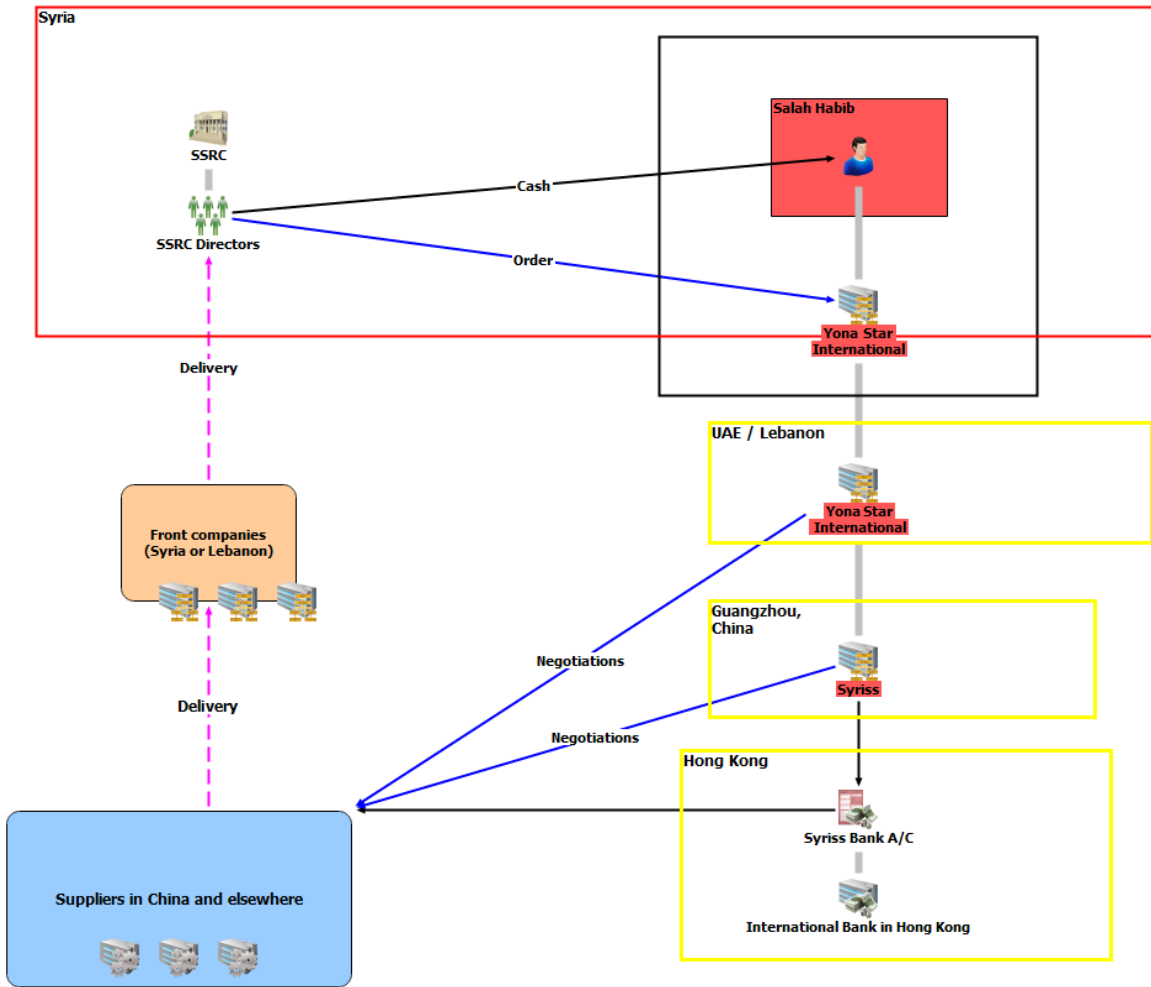 Syria
Salah Habib
SSRC
Cash
SSRC Directors
Order
Yona Star
International
Delivery
UAE / Lebanon
Yona Star
International
Front companies
(Syria or Lebanon)
Guangzhou,
China
Negotiations
Syriss
Delivery
Negotiations
Hong Kong
Syriss Bank A/C
Suppliers in China and elsewhere
International Bank in Hong Kong